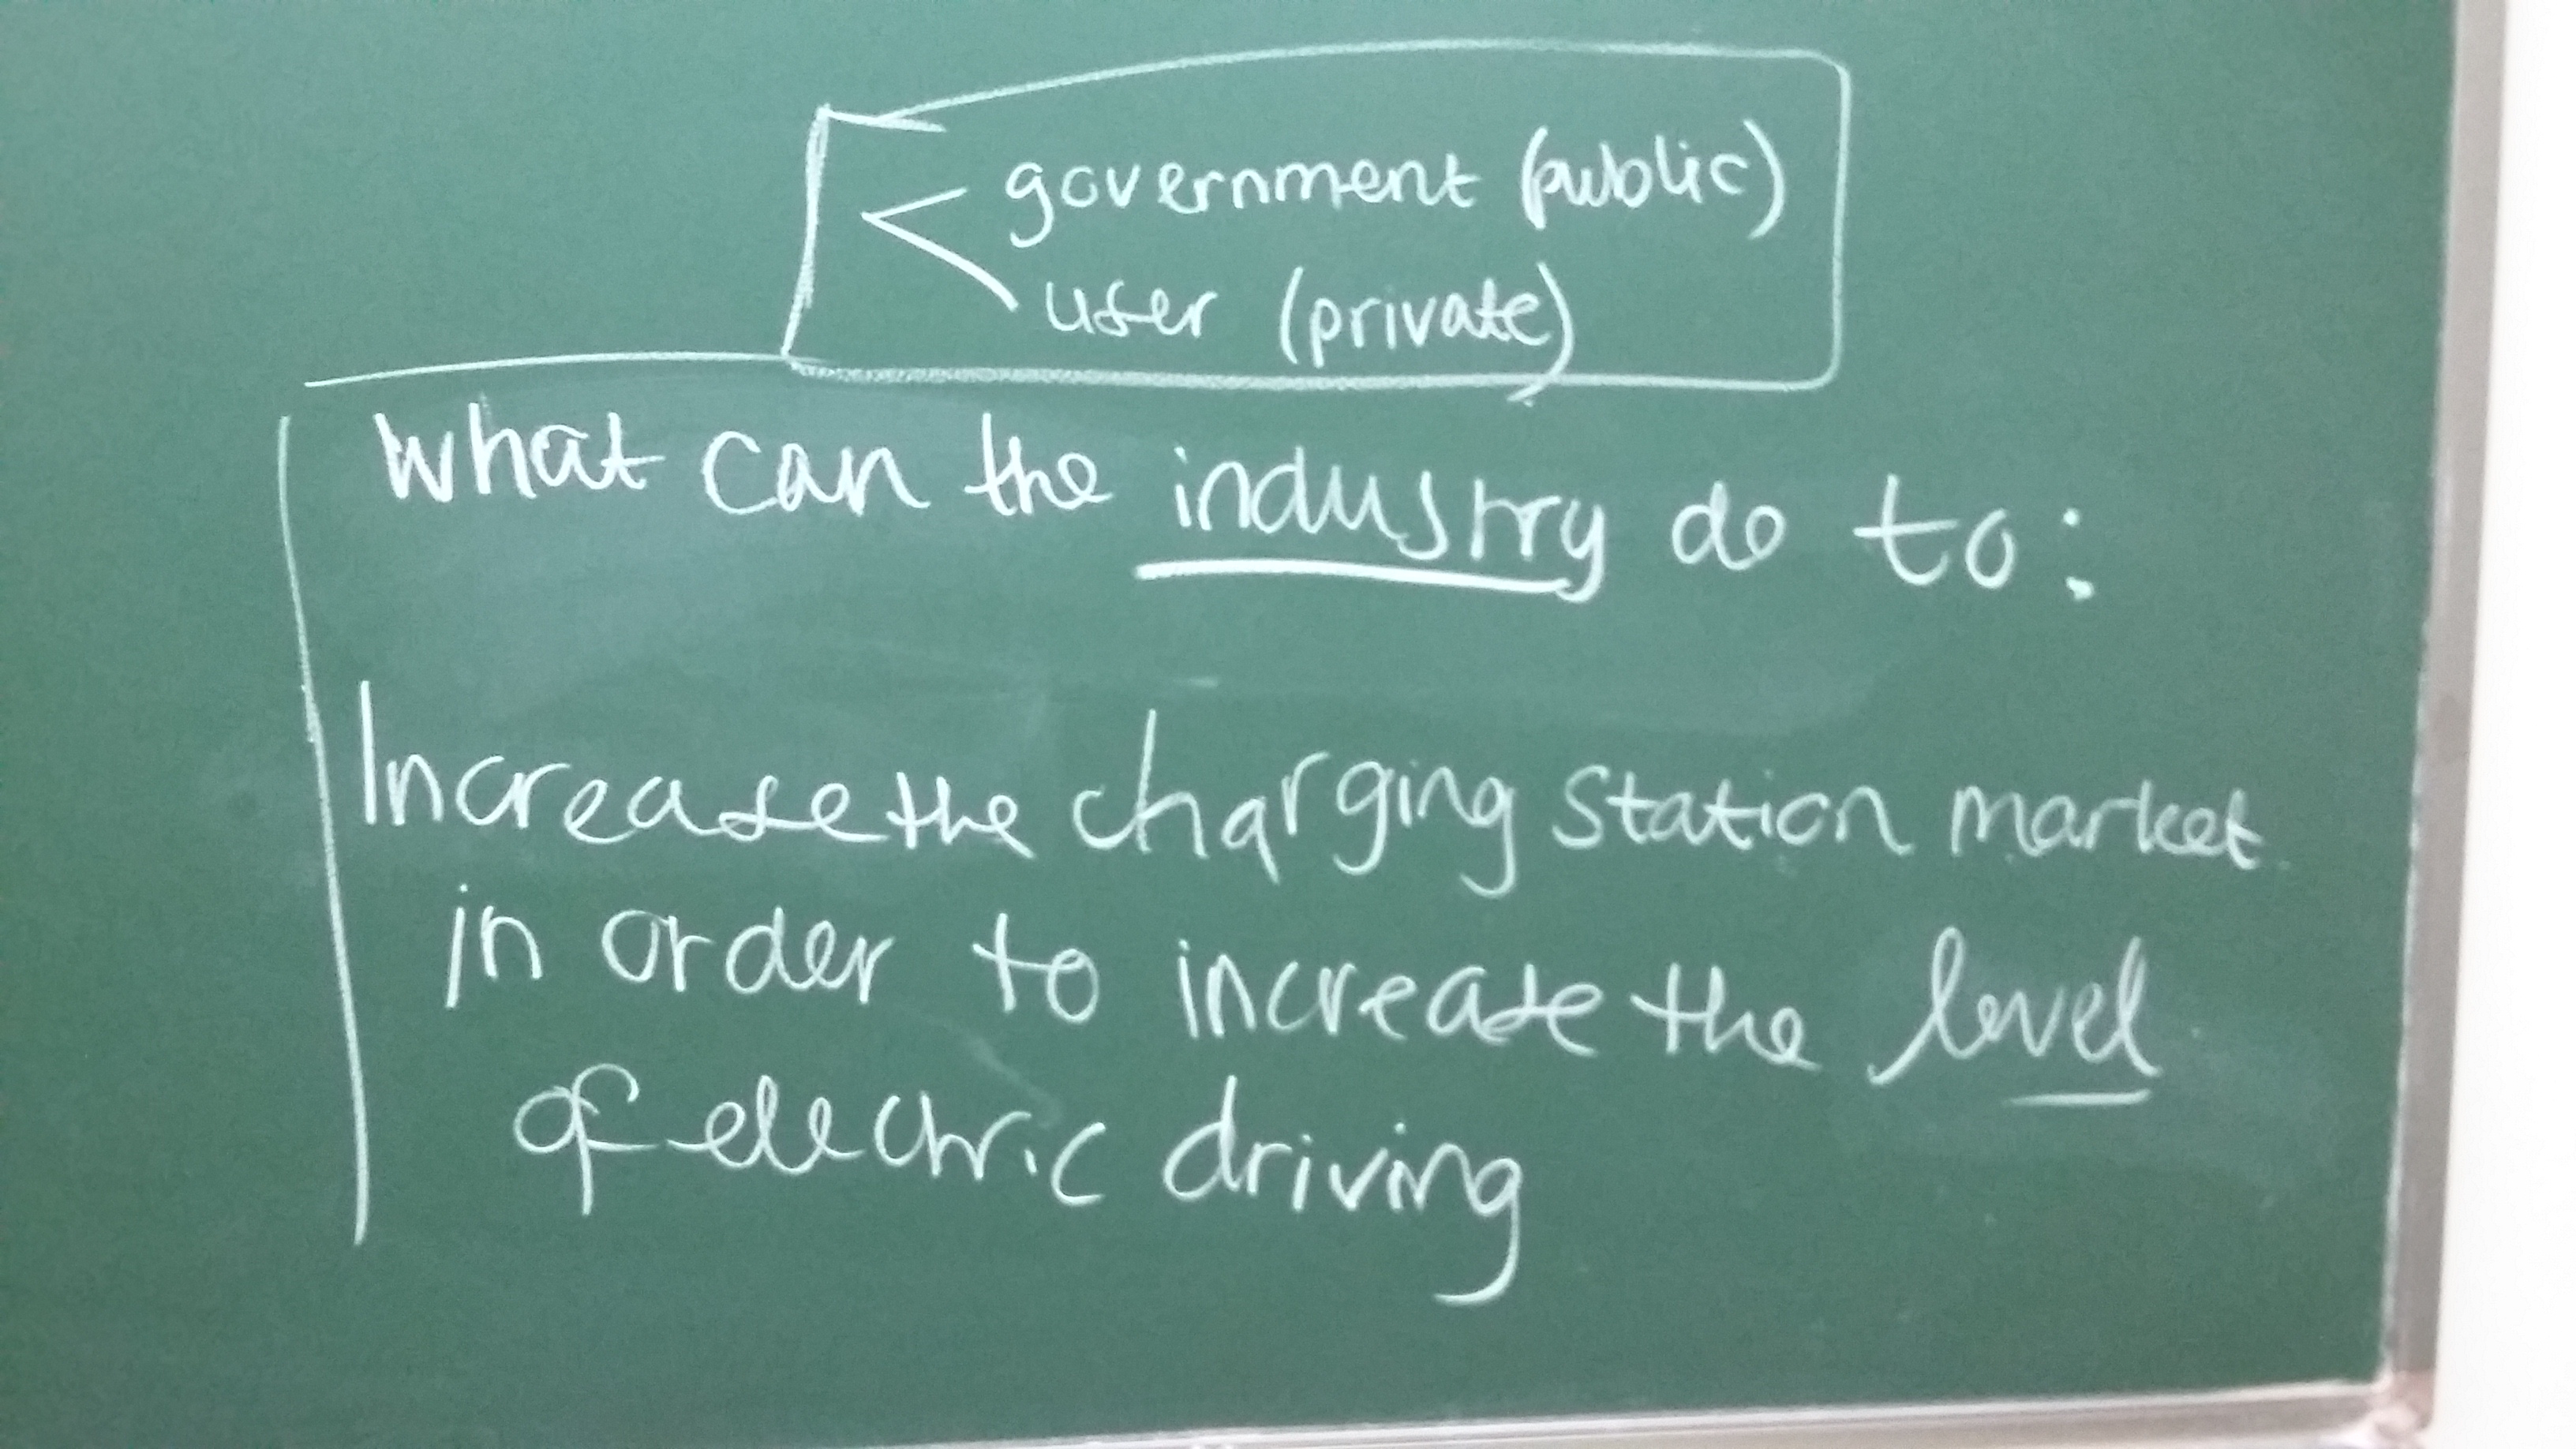 government (public)
user (private)
What can the industry do to:
Increase the charging station market
in order to increase the level
of electric driving